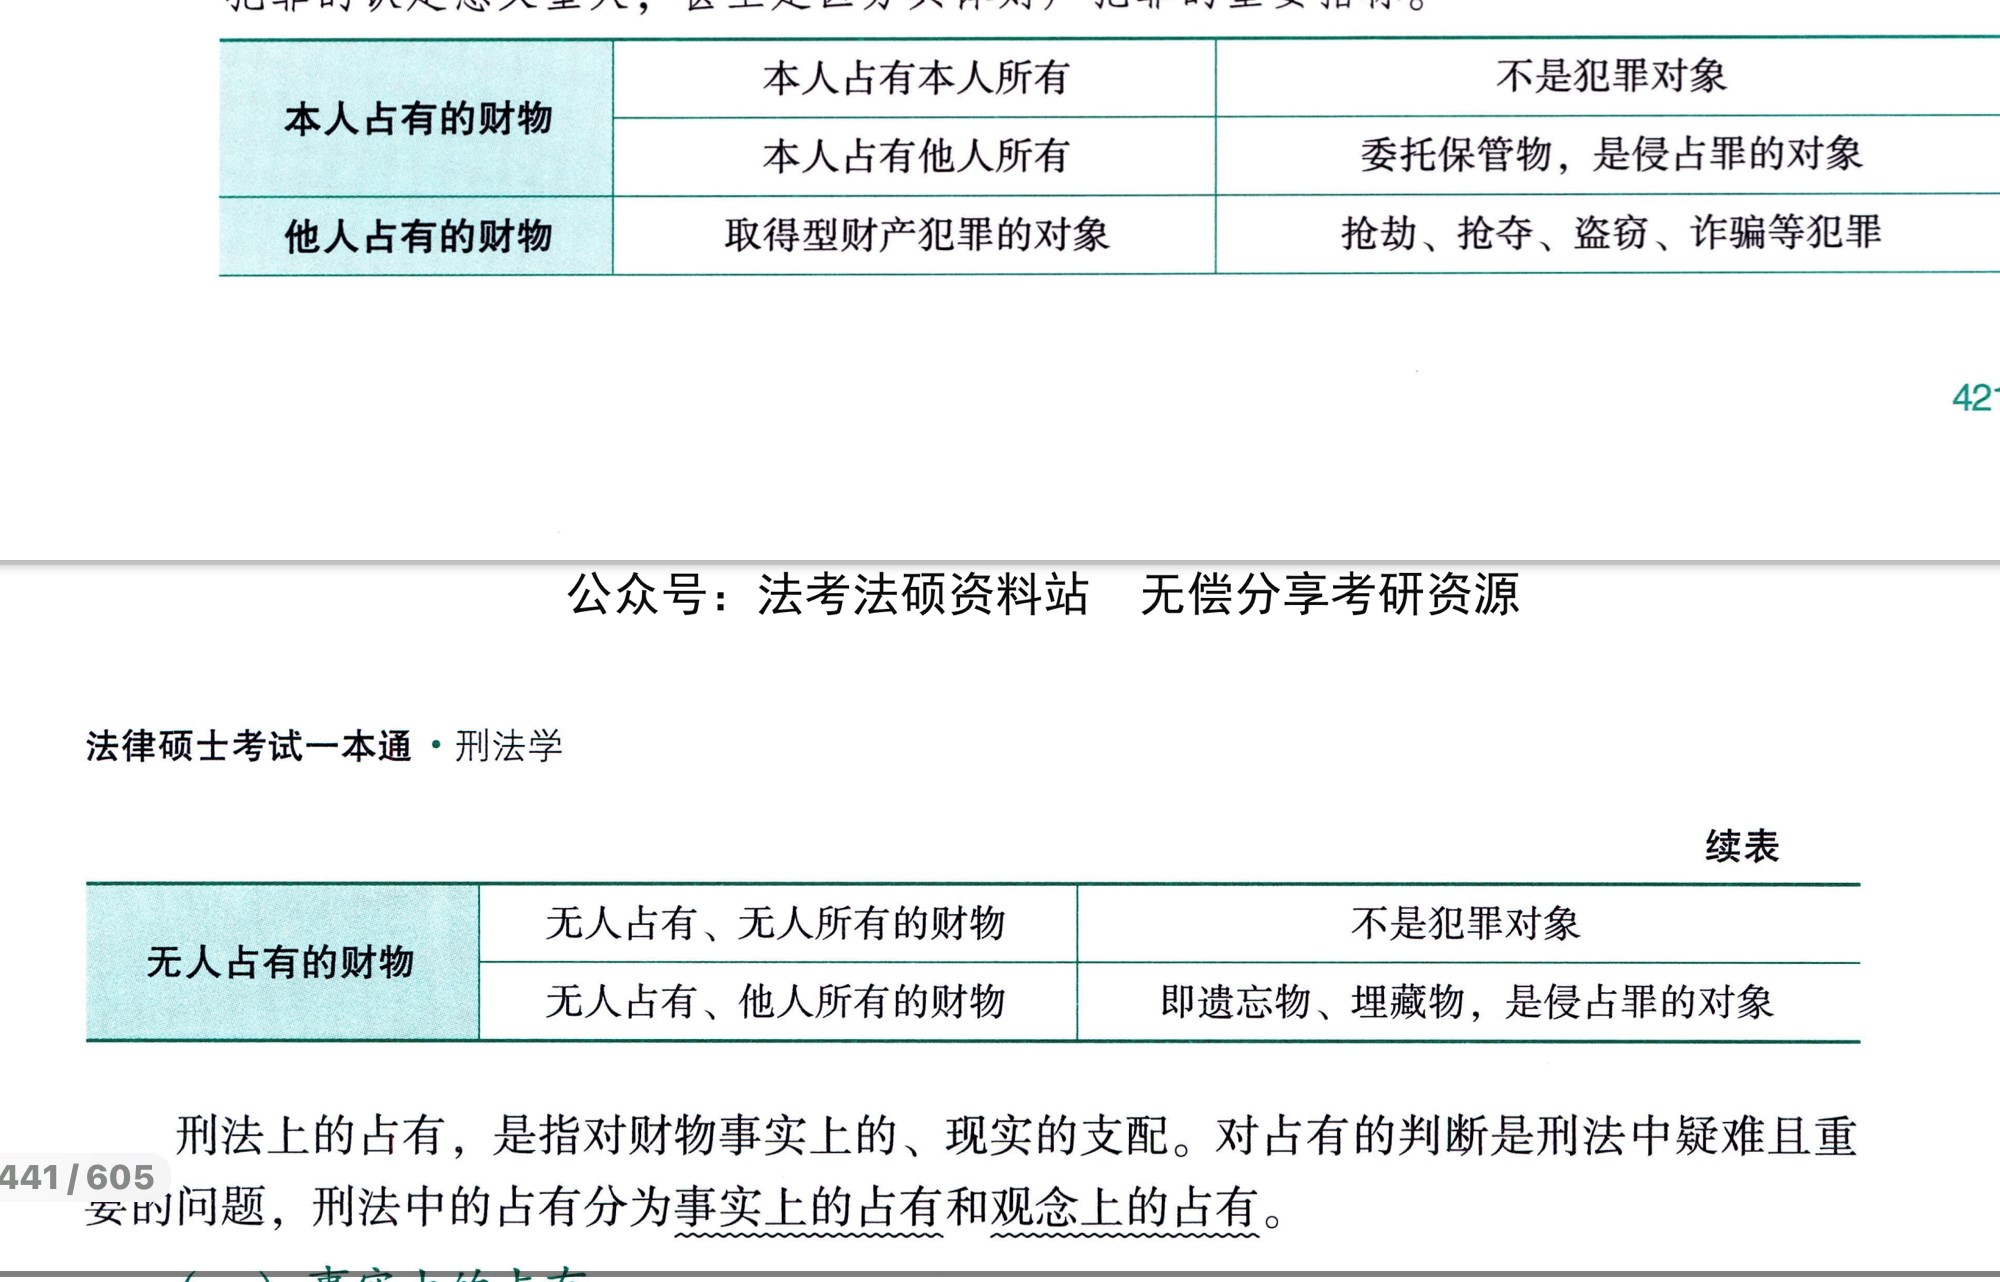 本人占有的财物
本人占有本人所有
不是犯罪对象
本人占有他人所有
委托保管物，是侵占罪的对象
他人占有的财物
取得型财产犯罪的对象
抢劫、抢夺、盗窃、诈骗等犯罪
421
公众号：法考法硕资料站　无偿分享考研资源
法律硕士考试一本通・刑法学
续表
无人占有的财物
无人占有、无人所有的财物
不是犯罪对象
无人占有、他人所有的财物
即遗忘物、埋藏物，是侵占罪的对象
刑法上的占有，是指对财物事实上的、现实的支配。对占有的判断是刑法中疑难且重
要的问题，刑法中的占有分为事实上的占有和观念上的占有。
441/605